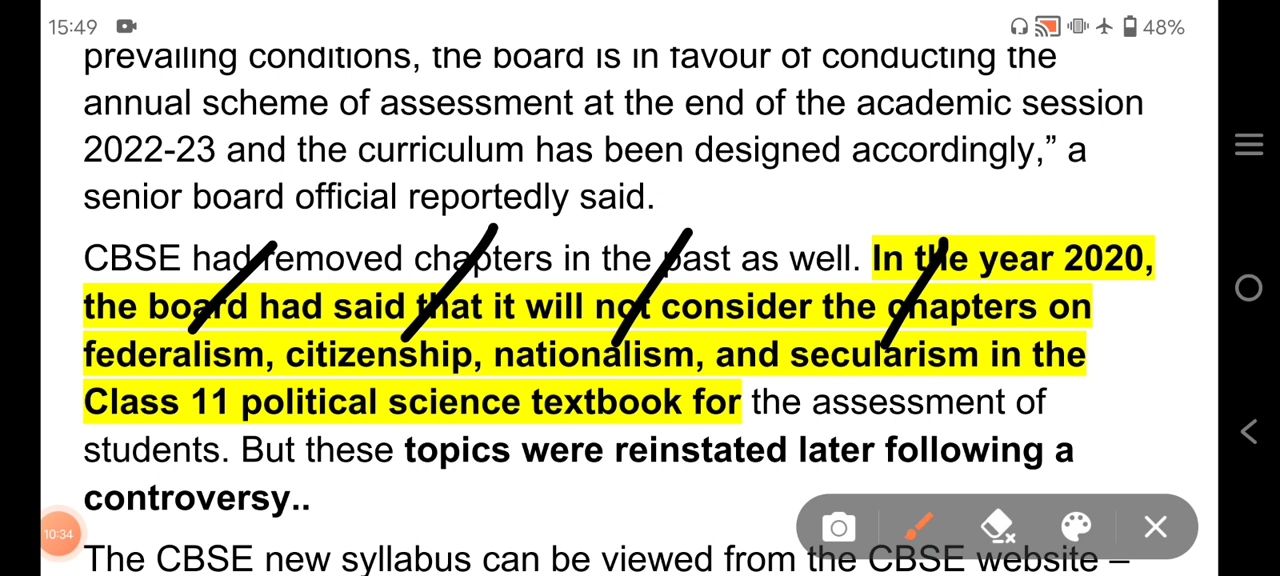 15:49
48%
prevailing conditions, the board is in favour of conducting the
annual scheme of assessment at the end of the academic session
2022-23 and the curriculum has been designed accordingly,” a
senior board official reportedly said.
CBSE had removed chapters in the past as well. In the year 2020,
the board had said that it will not consider the chapters on
federalism, citizenship, nationalism, and secularism in the
Class 11 political science textbook for the assessment of
students. But these topics were reinstated later following a
controversy..
10:34
The CBSE new syllabus can be viewed from the CBSE website –